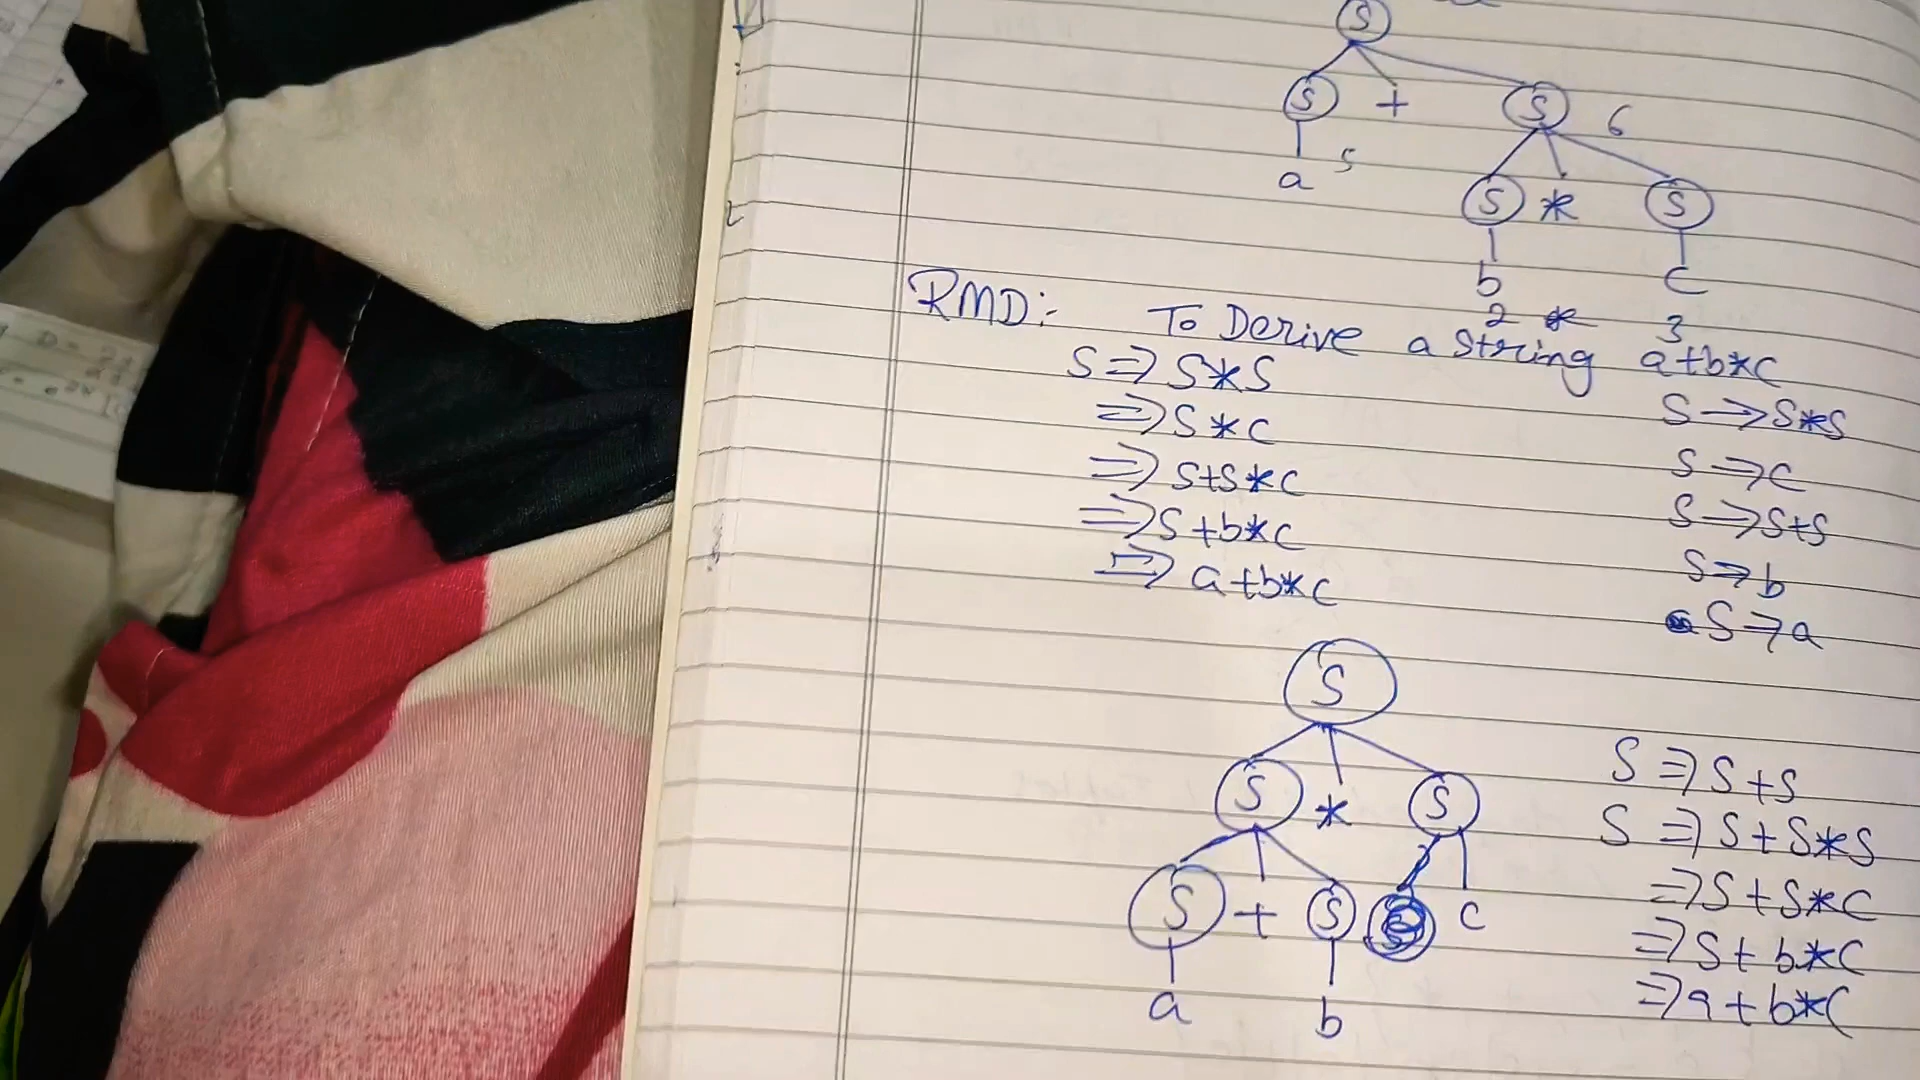 S
S + S 6
a 5
S * S
b C
2 * 3
RMD:- To Derive a string a+b*c
S ⇒ S*S S → S*S
⇒ S*C S → C
⇒ S+S*C S → S+S
⇒ S+b*C S → b
⇒ a+b*C S → a
S
S * S S ⇒ S+S
S ⇒ S+S*S
S + S C ⇒ S+S*C
⇒ S+b*C
a b ⇒ a+b*C